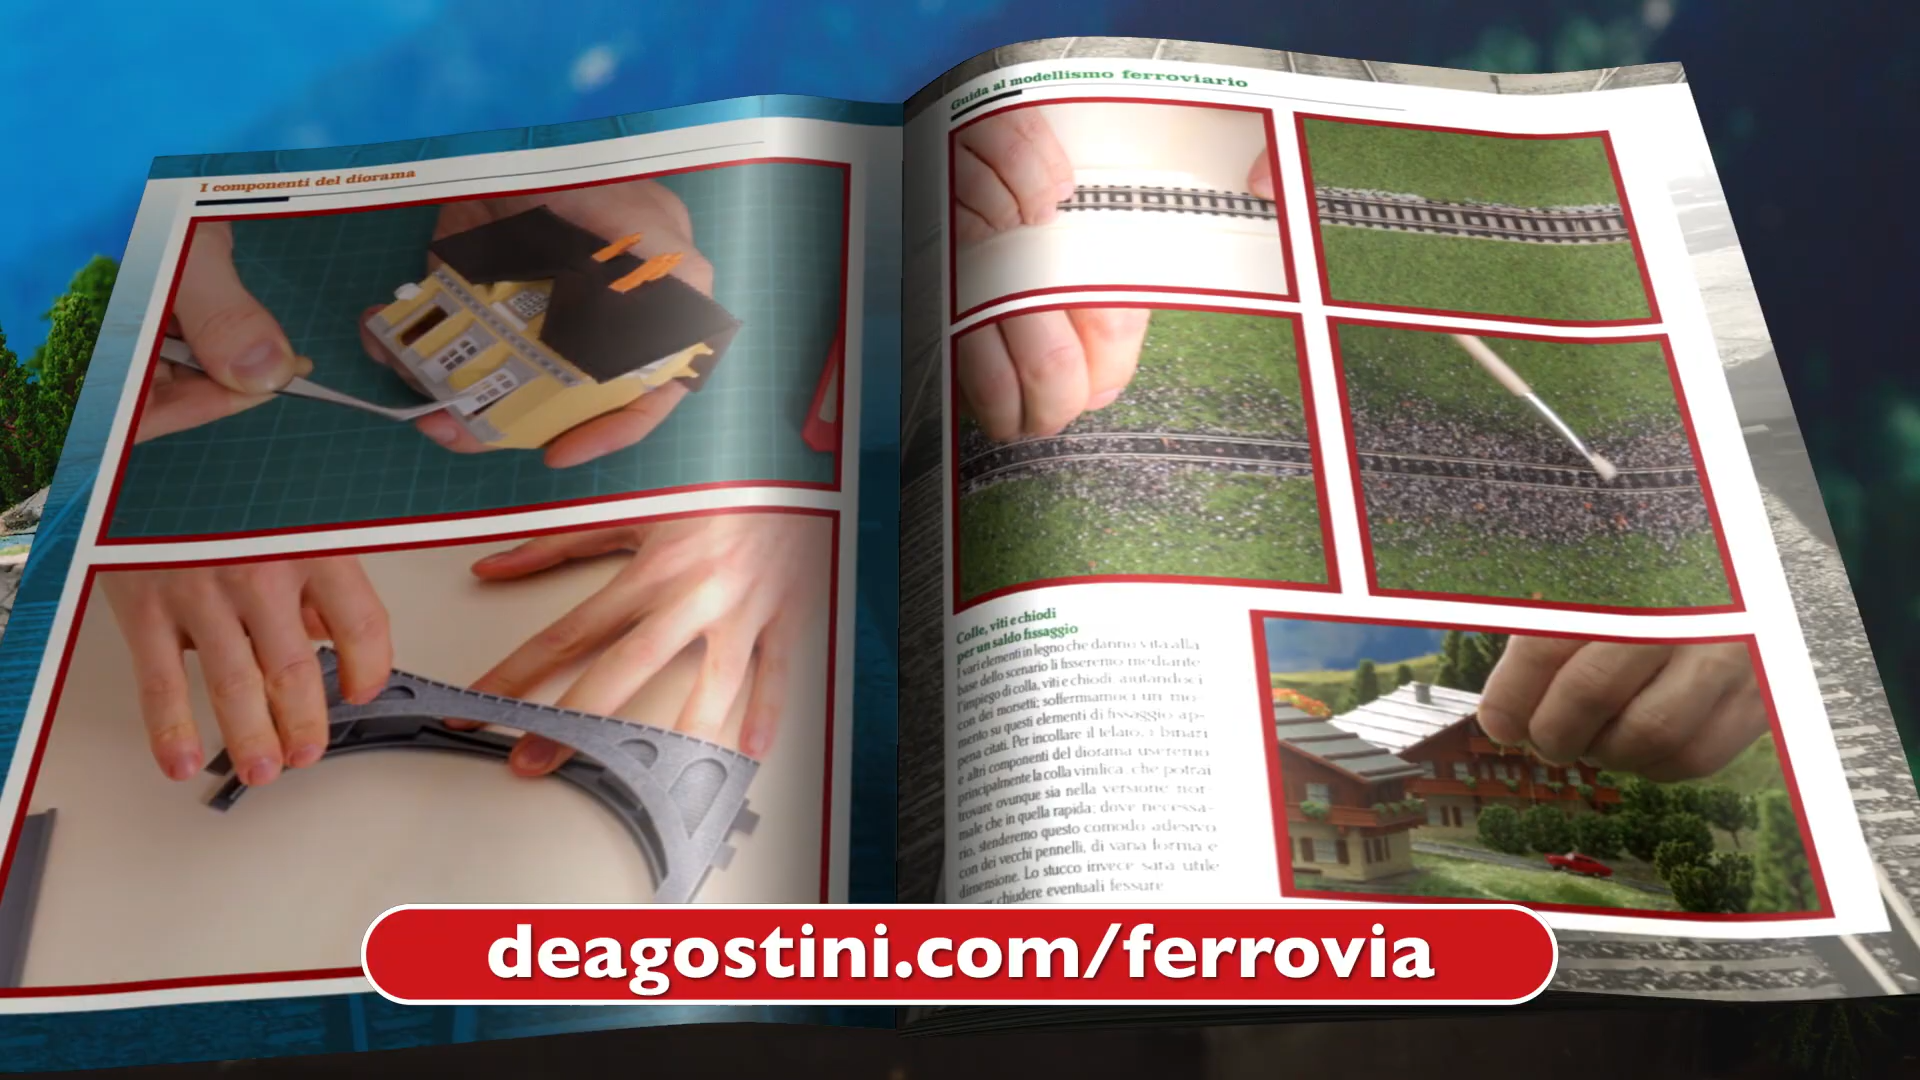 I componenti del diorama
Guida al modellismo ferroviario
Colle, viti e chiodi
per un saldo fissaggio
I vari elementi in legno che danno vita alla
base dello scenario li fisseremo mediante
l'impiego di colla, viti e chiodi, aiutandoci
con dei morsetti; soffermiamoci un mo-
mento su questi elementi di fissaggio ap-
pena citati. Per incollare il telaio, i binari
e altri componenti del diorama useremo
principalmente la colla vinilica, che potrai
trovare ovunque sia nella versione nor-
male che in quella rapida; dove necessa-
rio, stenderemo questo comodo adesivo
con dei vecchi pennelli, di varia forma e
dimensione. Lo stucco invece sarà utile
chiudere eventuali fessure
deagostini.com/ferrovia